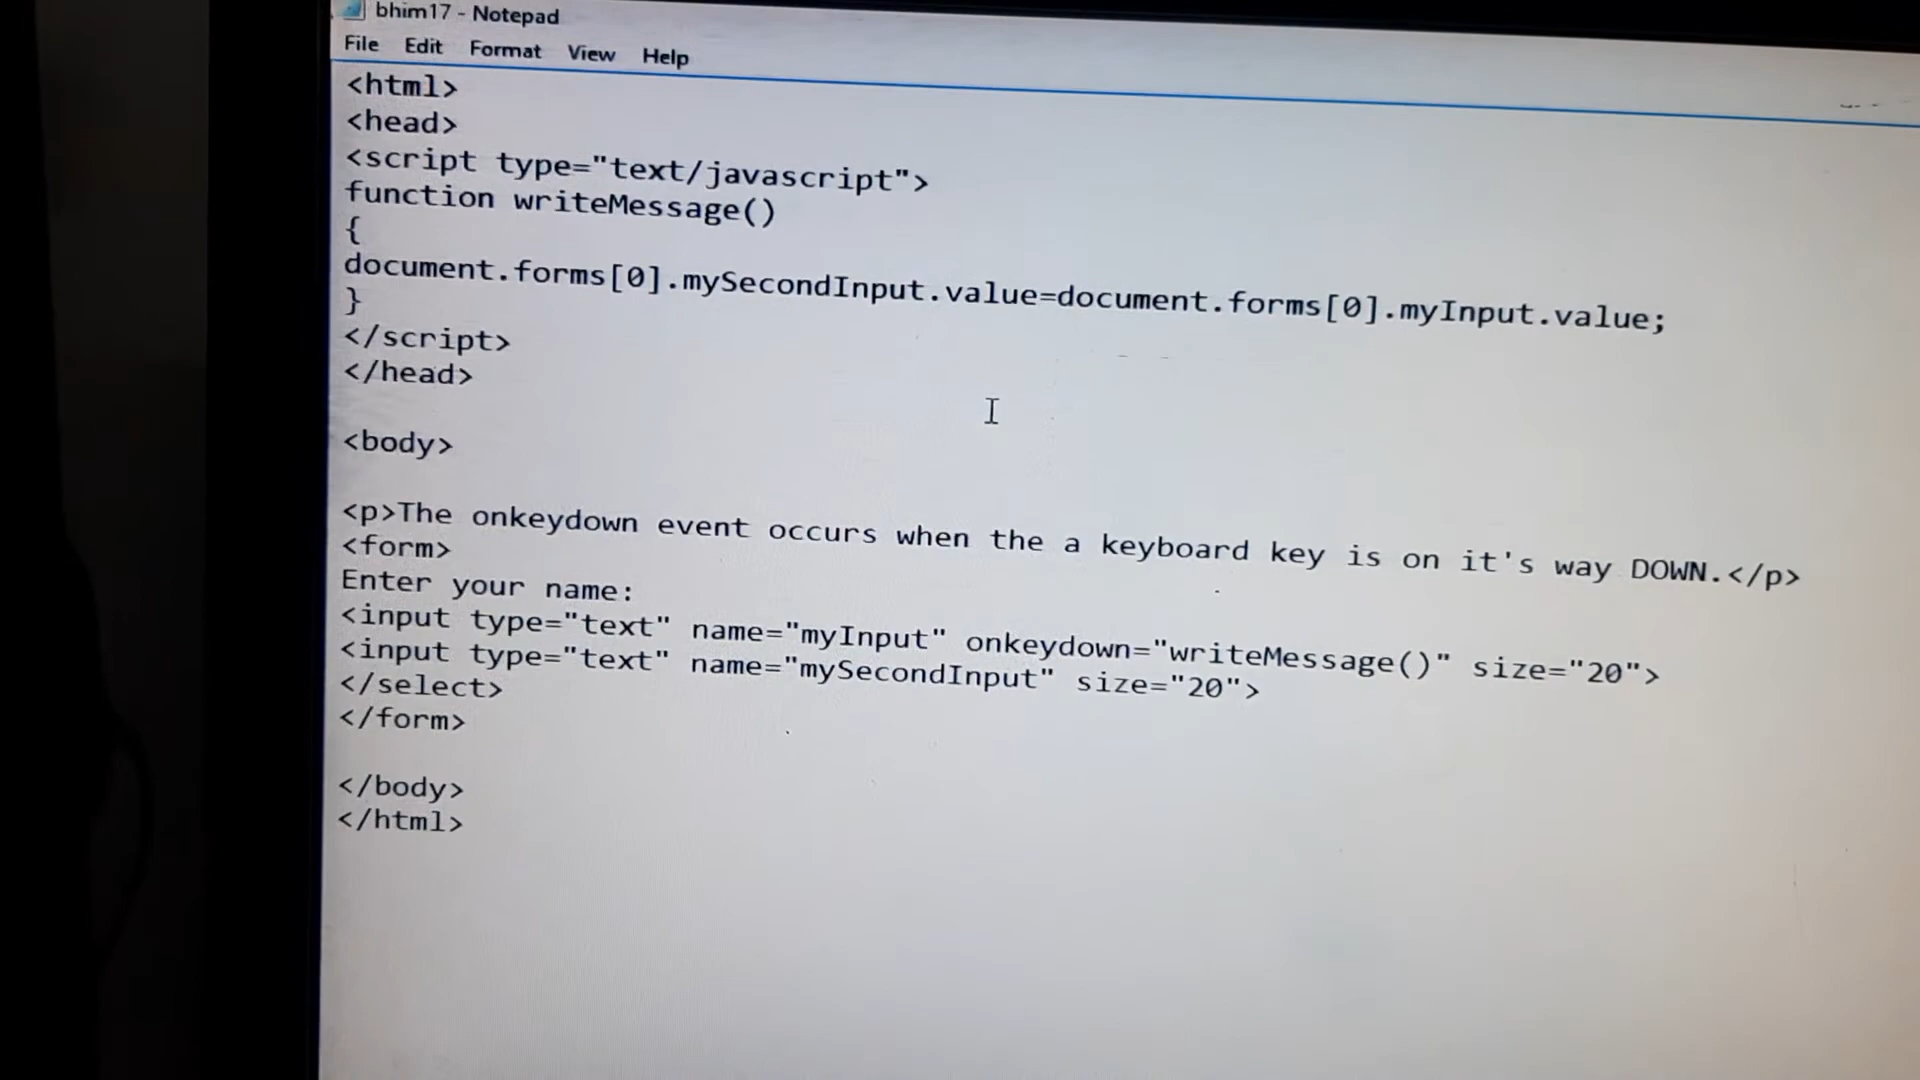 bhim17 - Notepad
File Edit Format View Help
<html>
<head>
<script type="text/javascript">
function writeMessage()
{
document.forms[0].mySecondInput.value=document.forms[0].myInput.value;
}
</script>
</head>
<body>
<p>The onkeydown event occurs when the a keyboard key is on it's way DOWN.</p>
<form>
Enter your name:
<input type="text" name="myInput" onkeydown="writeMessage()" size="20">
<input type="text" name="mySecondInput" size="20">
</select>
</form>
</body>
</html>